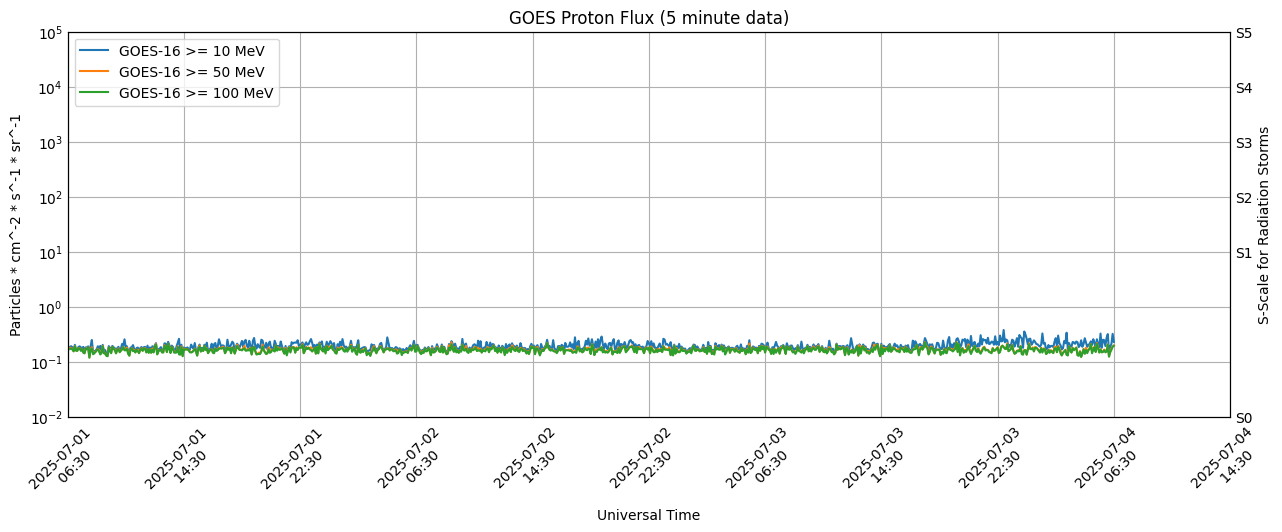 GOES Proton Flux (5 minute data)
GOES-16 >= 10 MeV
GOES-16 >= 50 MeV
GOES-16 >= 100 MeV
Particles * cm^-2 * s^-1 * sr^-1
10^5
10^4
10^3
10^2
10^1
10^0
10^-1
10^-2
S5
S4
S3
S2
S1
S0
S-Scale for Radiation Storms
2025-07-01
06:30
2025-07-01
14:30
2025-07-01
22:30
2025-07-02
06:30
2025-07-02
14:30
2025-07-02
22:30
2025-07-03
06:30
2025-07-03
14:30
2025-07-03
22:30
2025-07-04
06:30
2025-07-04
14:30
Universal Time